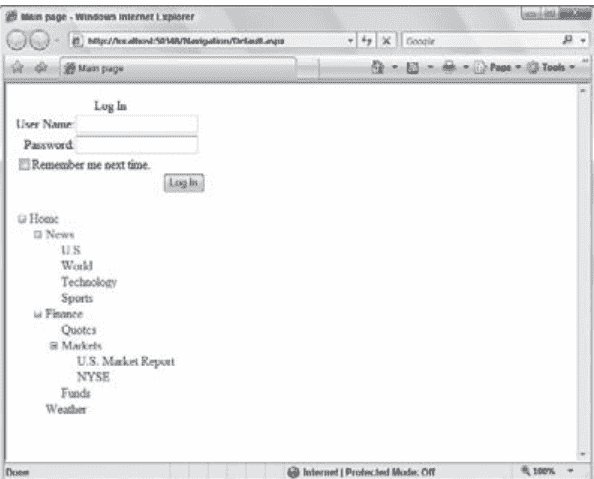 Main page - Windows Internet Explorer
http://localhost:50348/Navigation/Default.aspx
Google
Main page
Page
Tools
Log In
User Name:
Password:
Remember me next time.
Log In
Home
News
U.S.
World
Technology
Sports
Finance
Quotes
Markets
U.S. Market Report
NYSE
Funds
Weather
Done
Internet | Protected Mode: Off
100%